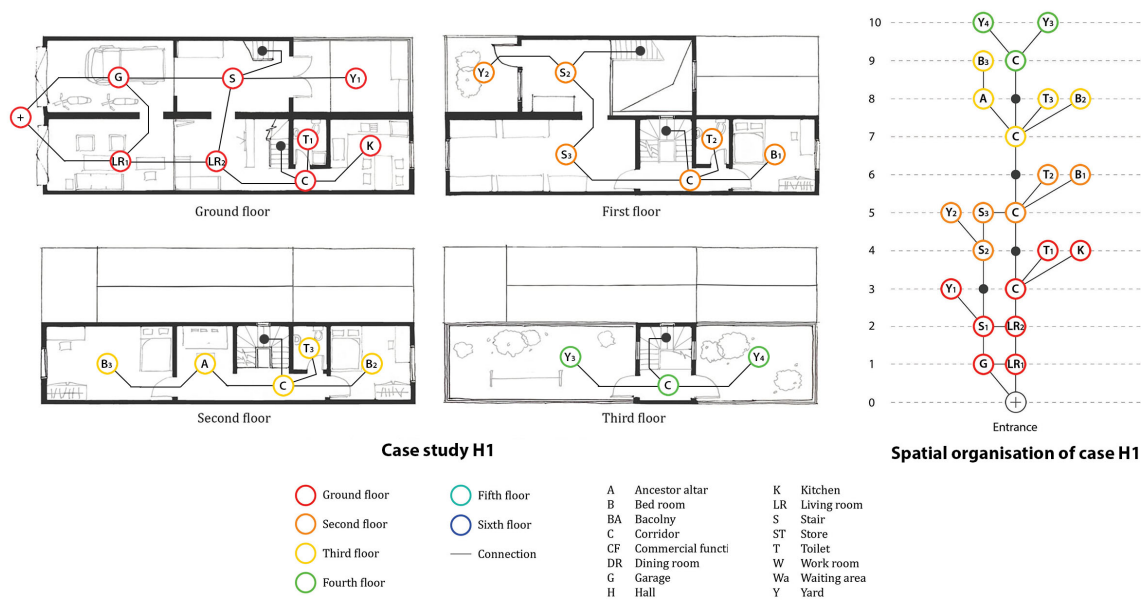 G
S
Y1
+
LR1
LR2
T1
K
C
Ground floor
Y2
S2
S3
T2
B1
C
First floor
B3
A
T3
B2
C
Second floor
Y3
Y4
C
Third floor
Case study H1
10
Y4
Y3
9
B3
C
8
A
T3
B2
7
C
6
T2
B1
5
Y2
S3
C
4
S2
T1
K
3
Y1
C
2
S1
LR2
1
G
LR1
0
+
Entrance
Spatial organisation of case H1
Ground floor
Second floor
Third floor
Fourth floor
Fifth floor
Sixth floor
Connection
A Ancestor altar
B Bed room
BA Bacolny
C Corridor
CF Commercial functi
DR Dining room
G Garage
H Hall
K Kitchen
LR Living room
S Stair
ST Store
T Toilet
W Work room
Wa Waiting area
Y Yard